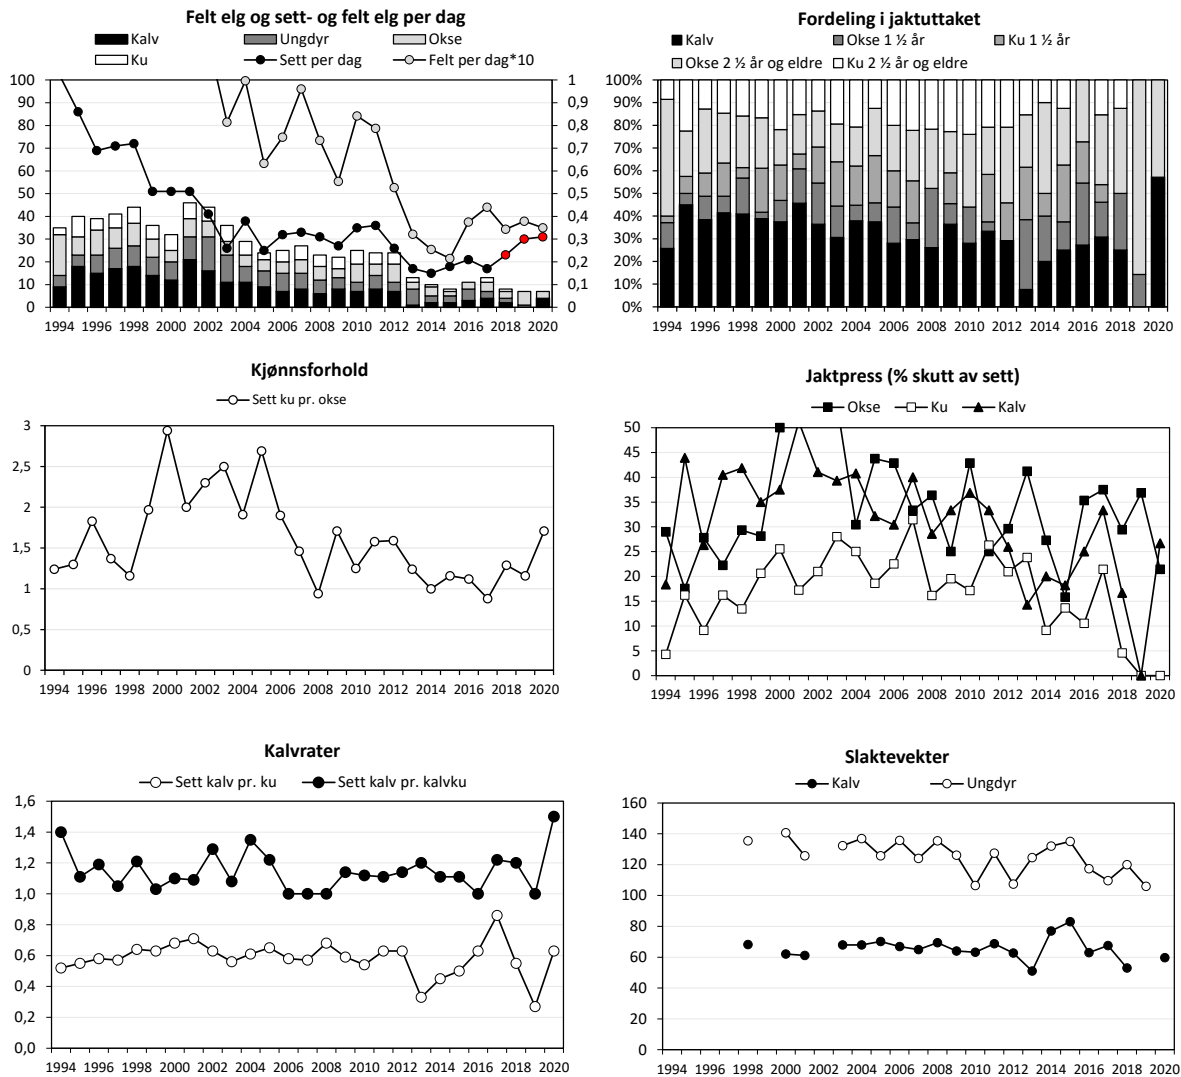 Felt elg og sett- og felt elg per dag
Kalv Ungdyr Okse
Ku Sett per dag Felt per dag*10
100 1
90 0,9
80 0,8
70 0,7
60 0,6
50 0,5
40 0,4
30 0,3
20 0,2
10 0,1
0 0
1994 1996 1998 2000 2002 2004 2006 2008 2010 2012 2014 2016 2018 2020
Fordeling i jaktuttaket
Kalv Okse 1 ½ år Ku 1 ½ år
Okse 2 ½ år og eldre Ku 2 ½ år og eldre
100%
90%
80%
70%
60%
50%
40%
30%
20%
10%
0%
1994 1996 1998 2000 2002 2004 2006 2008 2010 2012 2014 2016 2018 2020
Kjønnsforhold
Sett ku pr. okse
3
2,5
2
1,5
1
0,5
0
1994 1996 1998 2000 2002 2004 2006 2008 2010 2012 2014 2016 2018 2020
Jaktpress (% skutt av sett)
Okse Ku Kalv
50
45
40
35
30
25
20
15
10
5
0
1994 1996 1998 2000 2002 2004 2006 2008 2010 2012 2014 2016 2018 2020
Kalvrater
Sett kalv pr. ku Sett kalv pr. kalvku
1,6
1,4
1,2
1,0
0,8
0,6
0,4
0,2
0,0
1994 1996 1998 2000 2002 2004 2006 2008 2010 2012 2014 2016 2018 2020
Slaktevekter
Kalv Ungdyr
160
140
120
100
80
60
40
20
0
1994 1996 1998 2000 2002 2004 2006 2008 2010 2012 2014 2016 2018 2020